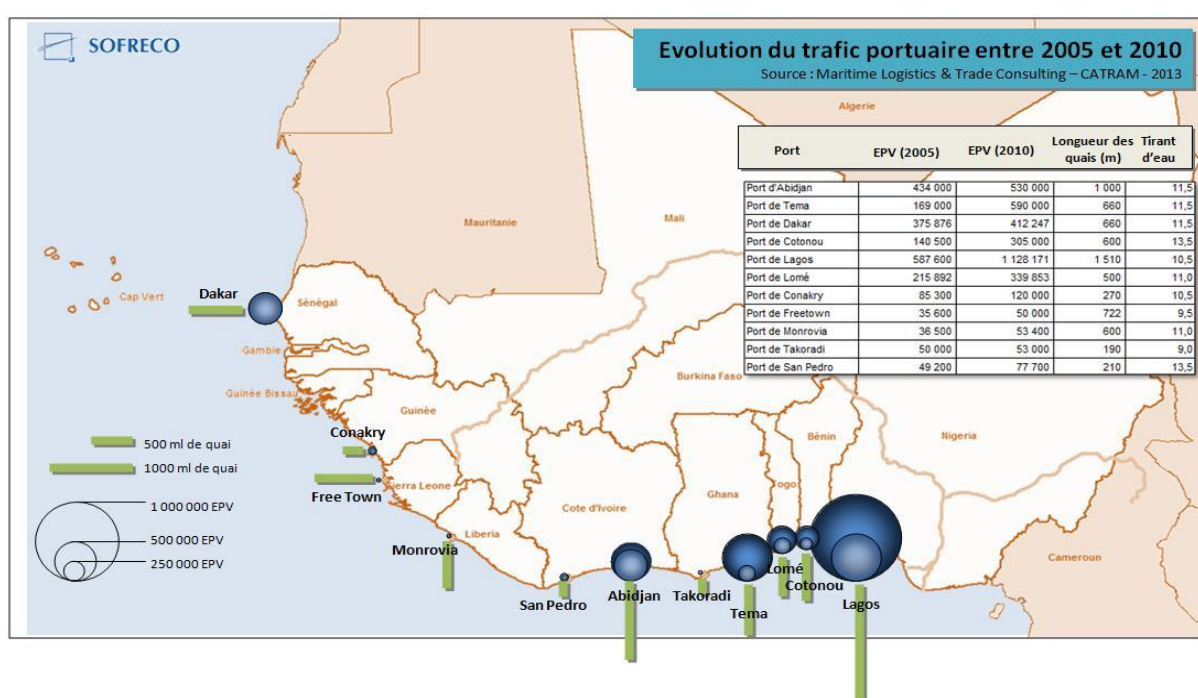 SOFRECO
Evolution du trafic portuaire entre 2005 et 2010
Source : Maritime Logistics & Trade Consulting – CATRAM - 2013
Algerie
Port EPV (2005) EPV (2010) Longueur des quais (m) Tirant d'eau
Port d'Abidjan 434 000 530 000 1 000 11,5
Port de Tema 169 000 590 000 660 11,5
Port de Dakar 375 876 412 247 660 11,5
Port de Cotonou 140 500 305 000 600 13,5
Port de Lagos 587 600 1 128 171 1 510 10,5
Port de Lomé 215 892 339 853 500 11,0
Port de Conakry 85 300 120 000 270 10,5
Port de Freetown 35 600 50 000 722 9,5
Port de Monrovia 36 500 53 400 600 11,0
Port de Takoradi 50 000 53 000 190 9,0
Port de San Pedro 49 200 77 700 210 13,5
Mauritanie
Mali
Cap Vert
Dakar
Sénégal
Gambie
Guinée Bissau
Burkina Faso
Guinée
Conakry
Bénin
Nigeria
500 ml de quai
1000 ml de quai
Free Town
Sierra Leone
Ghana
Togo
Cote d'Ivoire
1 000 000 EPV
500 000 EPV
250 000 EPV
Liberia
Monrovia
Cameroun
San Pedro
Abidjan
Takoradi
Tema
Lomé
Cotonou
Lagos